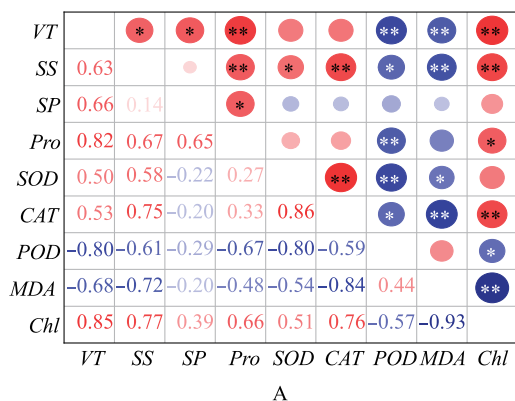 VT * * ** ** ** **
SS 0.63 ** * ** * ** **
SP 0.66 0.14 *
Pro 0.82 0.67 0.65 ** *
SOD 0.50 0.58 −0.22 0.27 ** ** *
CAT 0.53 0.75 −0.20 0.33 0.86 * ** **
POD −0.80 −0.61 −0.29 −0.67 −0.80 −0.59 *
MDA −0.68 −0.72 −0.20 −0.48 −0.54 −0.84 0.44 **
Chl 0.85 0.77 0.39 0.66 0.51 0.76 −0.57 −0.93
VT SS SP Pro SOD CAT POD MDA Chl
A